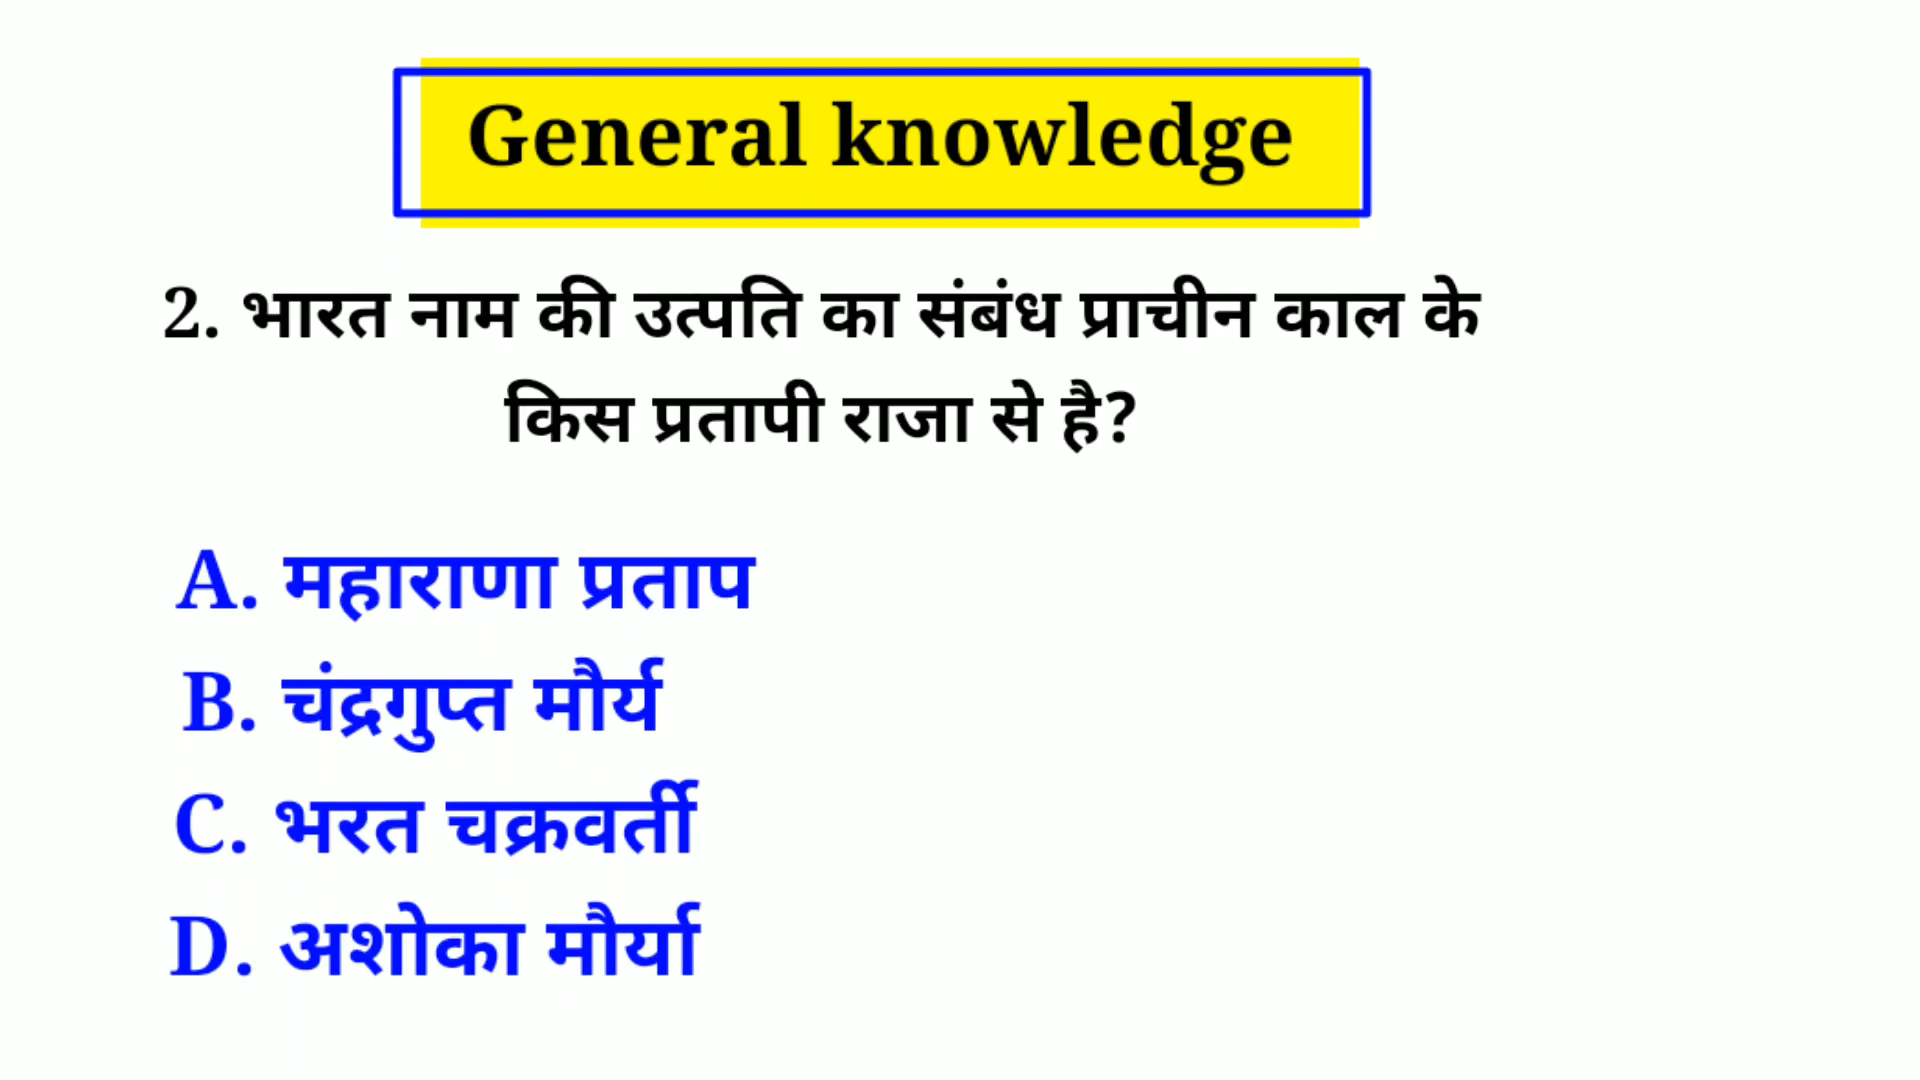 General knowledge
2. भारत नाम की उत्पति का संबंध प्राचीन काल के
किस प्रतापी राजा से है?
A. महाराणा प्रताप
B. चंद्रगुप्त मौर्य
C. भरत चक्रवर्ती
D. अशोका मौर्या